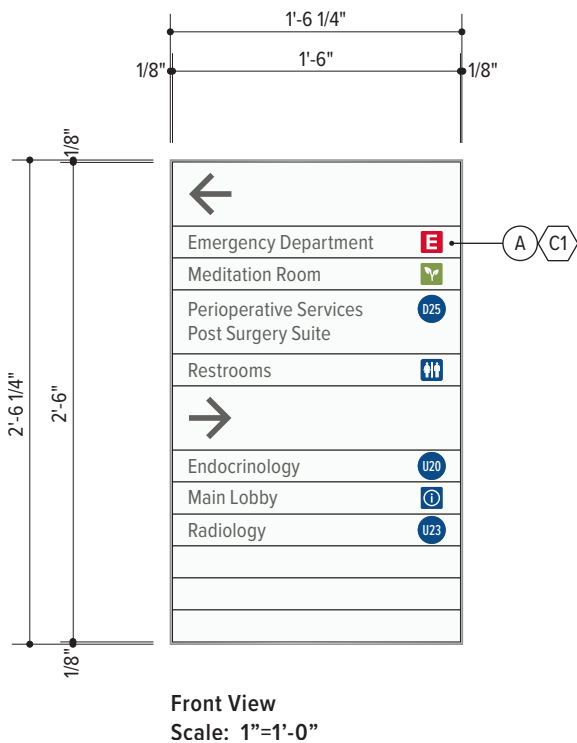 1'-6 1/4"
1/8" 1'-6" 1/8"
1/8"
2'-6 1/4"
2'-6"
1/8"
Emergency Department E
A C1
Meditation Room
Perioperative Services D25
Post Surgery Suite
Restrooms
Endocrinology U20
Main Lobby i
Radiology U23
Front View
Scale: 1”=1’-0”